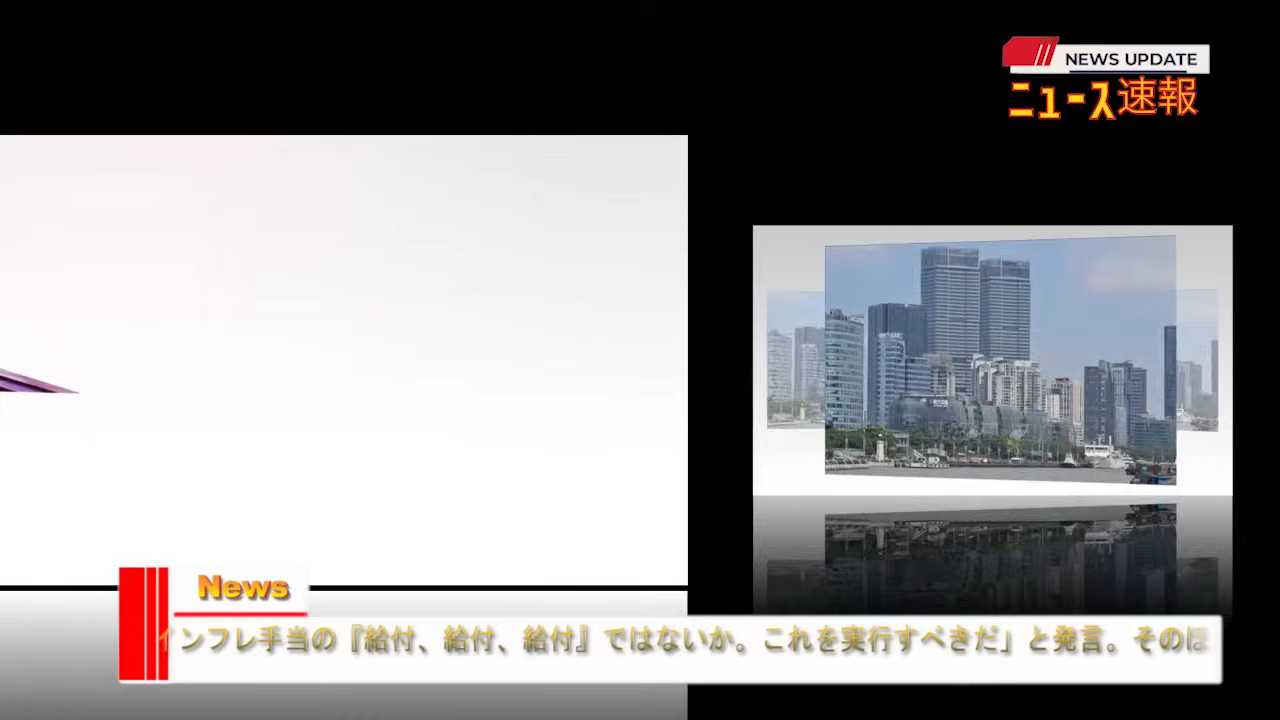 NEWS UPDATE
ニュース速報
News
インフレ手当の『給付、給付、給付』ではないか。これを実行すべきだ」と発言。そのほ